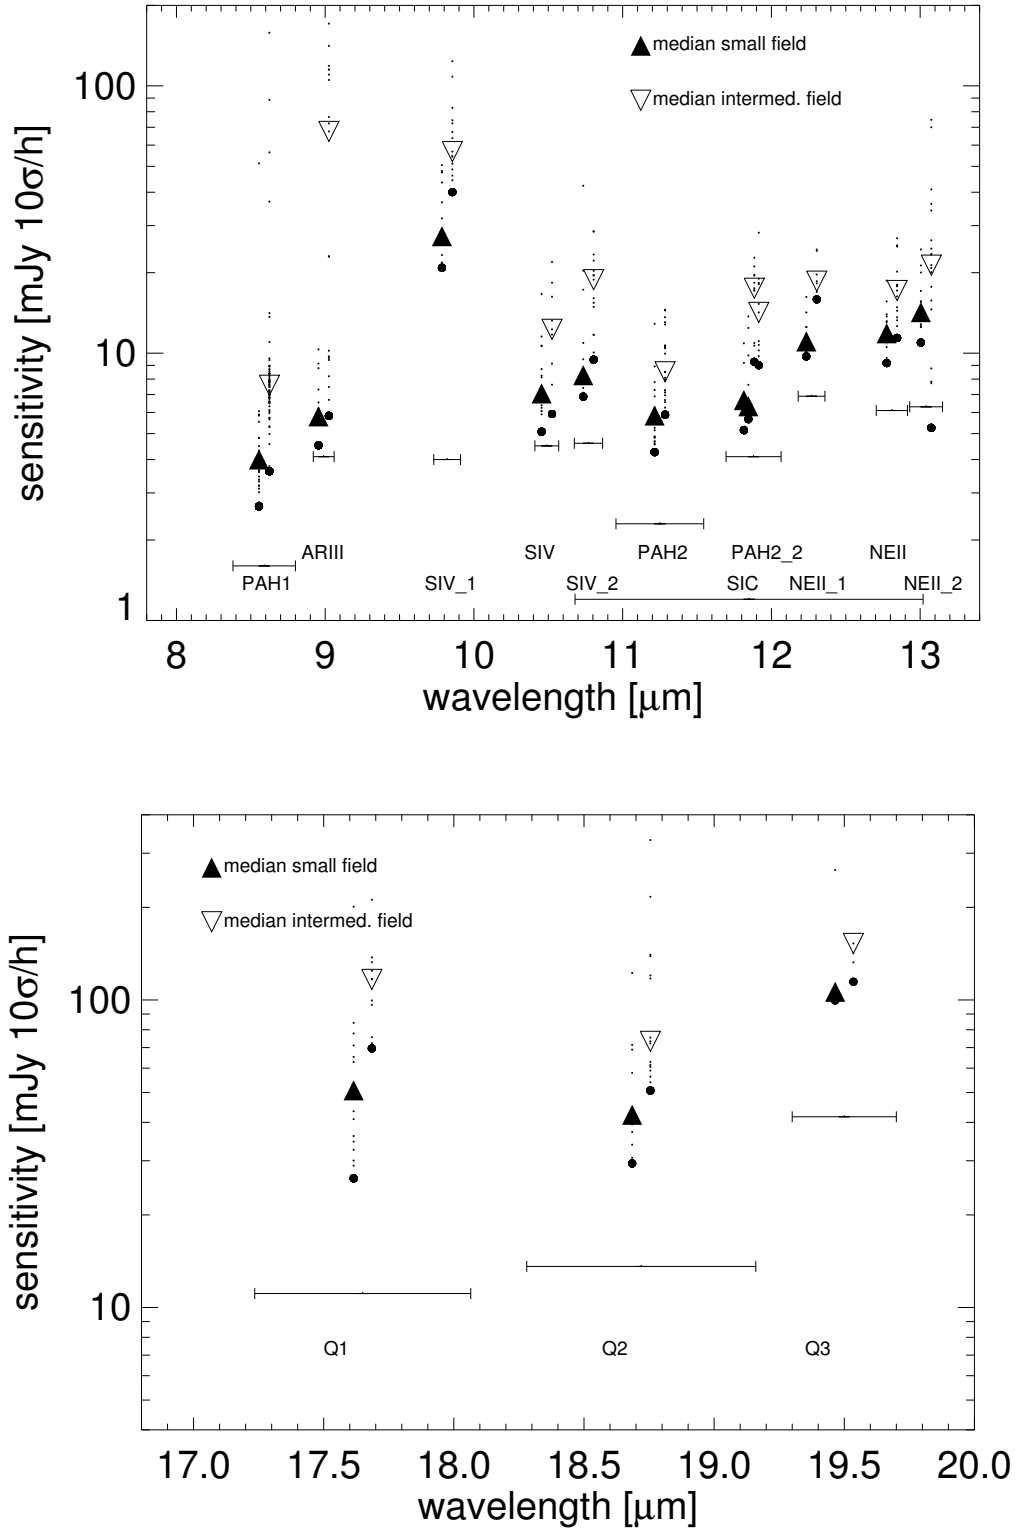 median small field
median intermed. field
100
10
1
sensitivity [mJy 10σ/h]
ARIII
SIV
PAH2
PAH2_2
NEII
PAH1
SIV_1
SIV_2
SIC
NEII_1
NEII_2
8
9
10
11
12
13
wavelength [μm]
median small field
median intermed. field
100
10
sensitivity [mJy 10σ/h]
Q1
Q2
Q3
17.0
17.5
18.0
18.5
19.0
19.5
20.0
wavelength [μm]